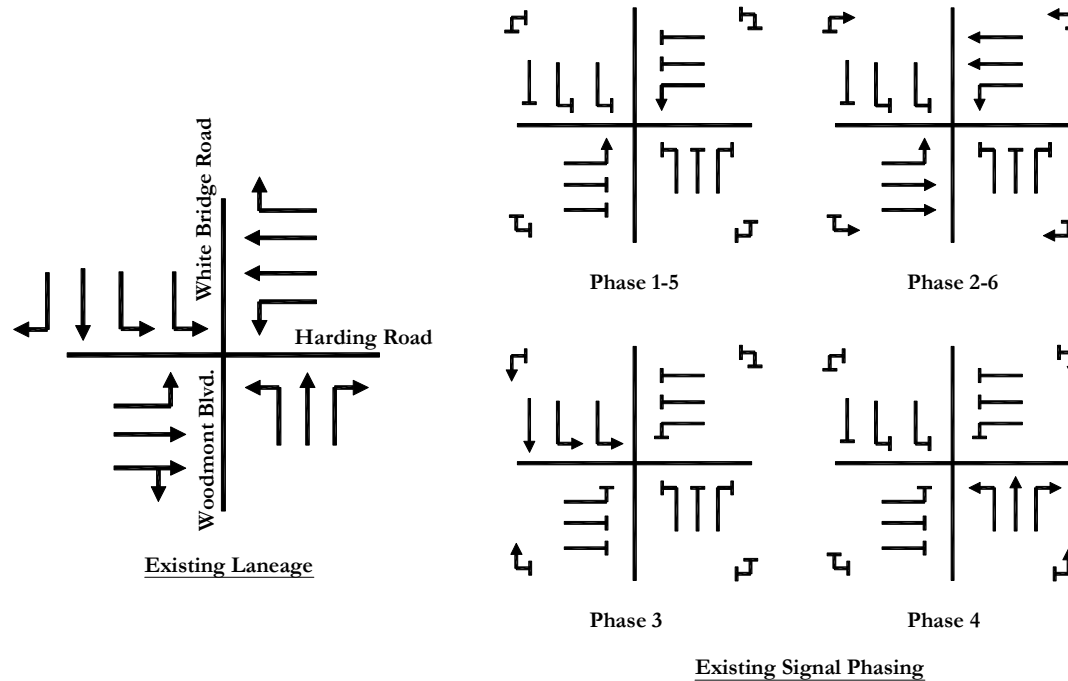 White Bridge Road
Harding Road
Woodmont Blvd.
Existing Laneage
Phase 1-5
Phase 2-6
Phase 3
Phase 4
Existing Signal Phasing